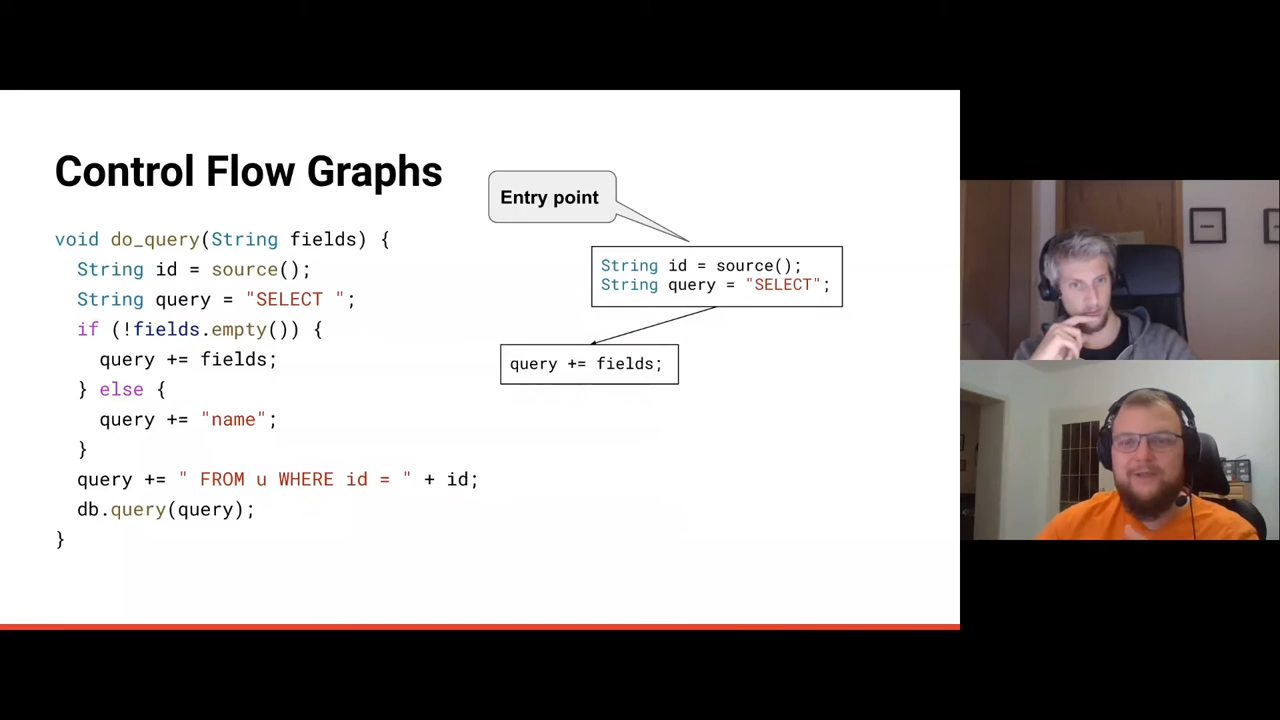 Control Flow Graphs
void do_query(String fields) {
String id = source();
String query = "SELECT ";
if (!fields.empty()) {
query += fields;
} else {
query += "name";
}
query += " FROM u WHERE id = " + id;
db.query(query);
}
Entry point
String id = source();
String query = "SELECT";
query += fields;